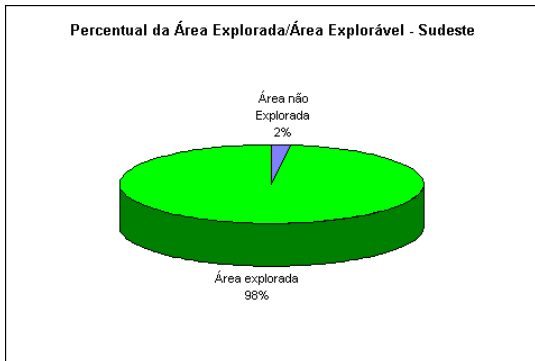 Percentual da Área Explorada/Área Explorável - Sudeste
Área não
Explorada
2%
Área explorada
98%